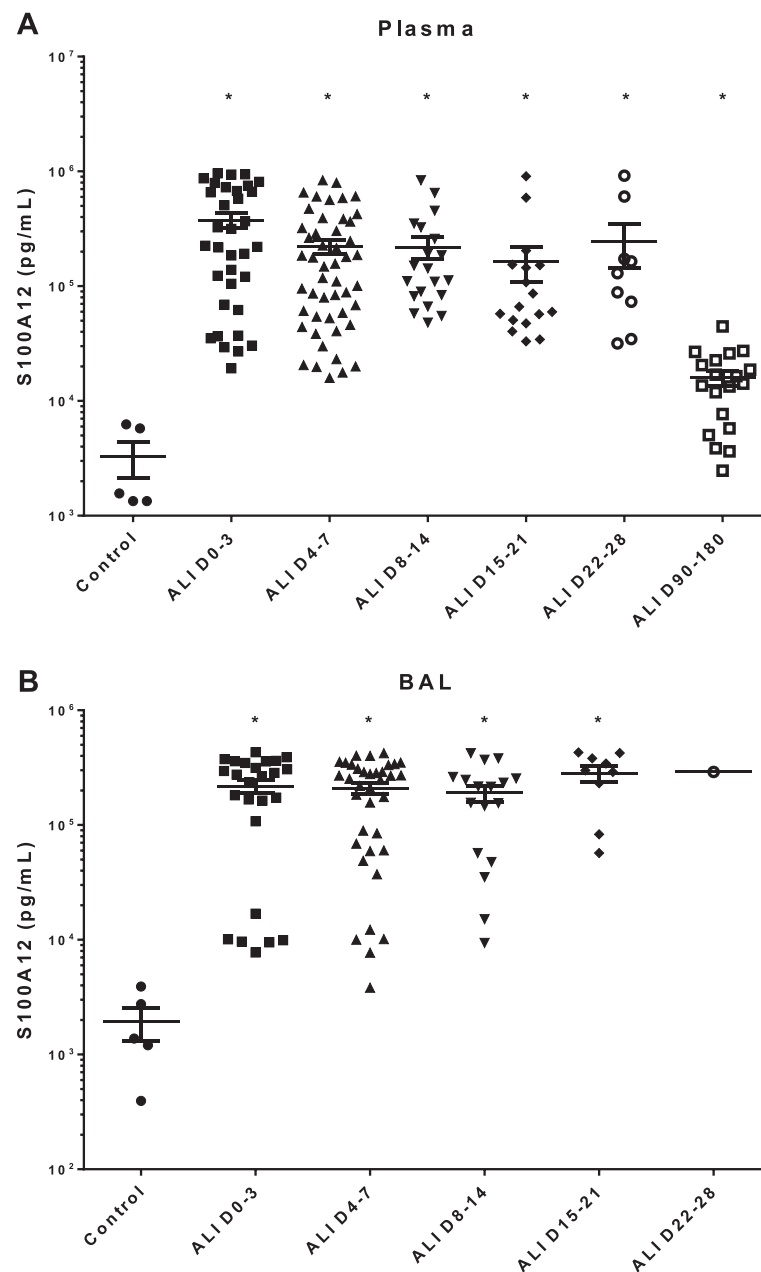 A
Plasma
10⁷
* * * * * *
10⁶
10⁵
10⁴
10³
S100A12 (pg/mL)
Control
ALI D0-3
ALI D4-7
ALI D8-14
ALI D15-21
ALI D22-28
ALI D90-180
B
BAL
10⁶
* * * *
10⁵
10⁴
10³
10²
S100A12 (pg/mL)
Control
ALI D0-3
ALI D4-7
ALI D8-14
ALI D15-21
ALI D22-28